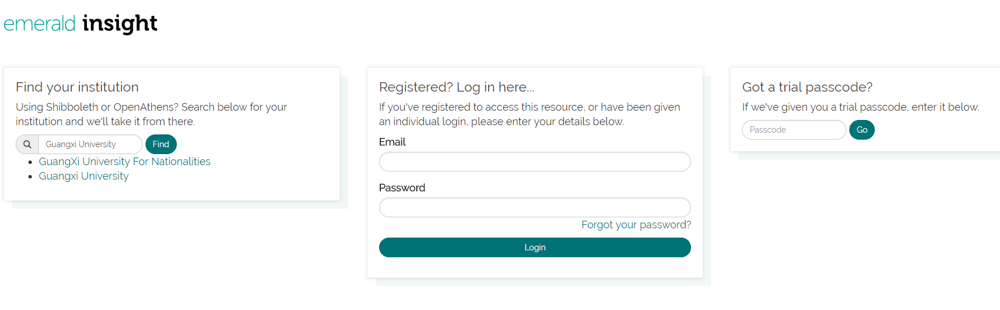 emerald insight
Find your institution
Using Shibboleth or OpenAthens? Search below for your
institution and we'll take it from there.
Guangxi University
Find
GuangXi University For Nationalities
Guangxi University
Registered? Log in here...
If you've registered to access this resource, or have been given
an individual login, please enter your details below.
Email
Password
Forgot your password?
Login
Got a trial passcode?
If we've given you a trial passcode, enter it below.
Passcode
Go